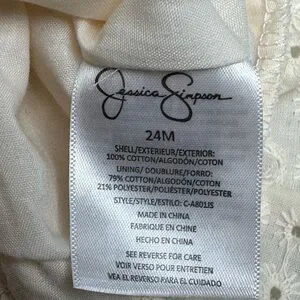 Jessica Simpson
24M
SHELL/EXTERIEUR/EXTERIOR:
100% COTTON/ALGODÓN/COTON
LINING/DOUBLURE/FORRO:
79% COTTON/ALGODÓN/COTON
21% POLYESTER/POLIÉSTER/POLYESTER
STYLE/STYLE/ESTILO: C-A801JS
MADE IN CHINA
FABRIQUE EN CHINE
HECHO EN CHINA
SEE REVERSE FOR CARE
VOIR VERSO POUR ENTRETIEN
VEA EL REVERSO PARA EL CUIDADO